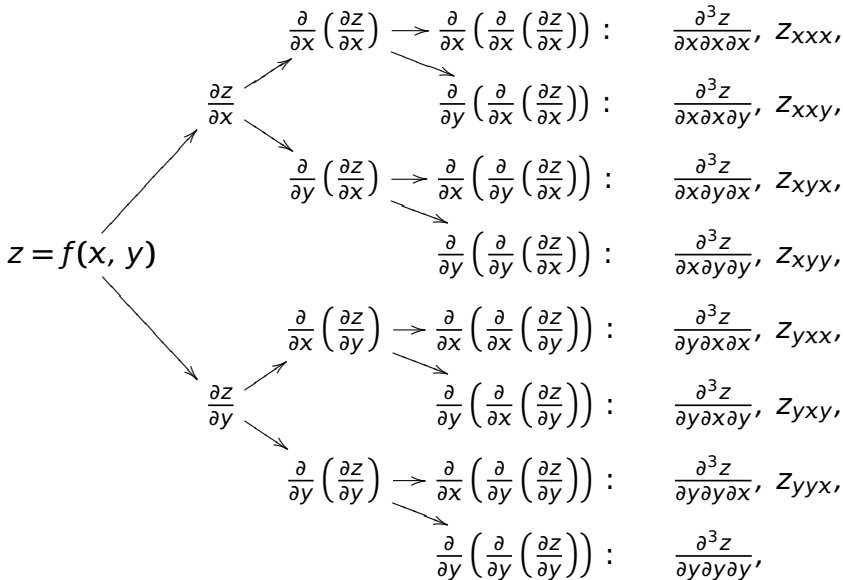 ∂/∂x (∂z/∂x) → ∂/∂x (∂/∂x (∂z/∂x)) : ∂³z/∂x∂x∂x, z_xxx,
∂z/∂x ∂/∂y (∂/∂x (∂z/∂x)) : ∂³z/∂x∂x∂y, z_xxy,
∂/∂y (∂z/∂x) → ∂/∂x (∂/∂y (∂z/∂x)) : ∂³z/∂x∂y∂x, z_xyx,
z = f(x, y) ∂/∂y (∂/∂y (∂z/∂x)) : ∂³z/∂x∂y∂y, z_xyy,
∂/∂x (∂z/∂y) → ∂/∂x (∂/∂x (∂z/∂y)) : ∂³z/∂y∂x∂x, z_yxx,
∂z/∂y ∂/∂y (∂/∂x (∂z/∂y)) : ∂³z/∂y∂x∂y, z_yxy,
∂/∂y (∂z/∂y) → ∂/∂x (∂/∂y (∂z/∂y)) : ∂³z/∂y∂y∂x, z_yyx,
∂/∂y (∂/∂y (∂z/∂y)) : ∂³z/∂y∂y∂y,